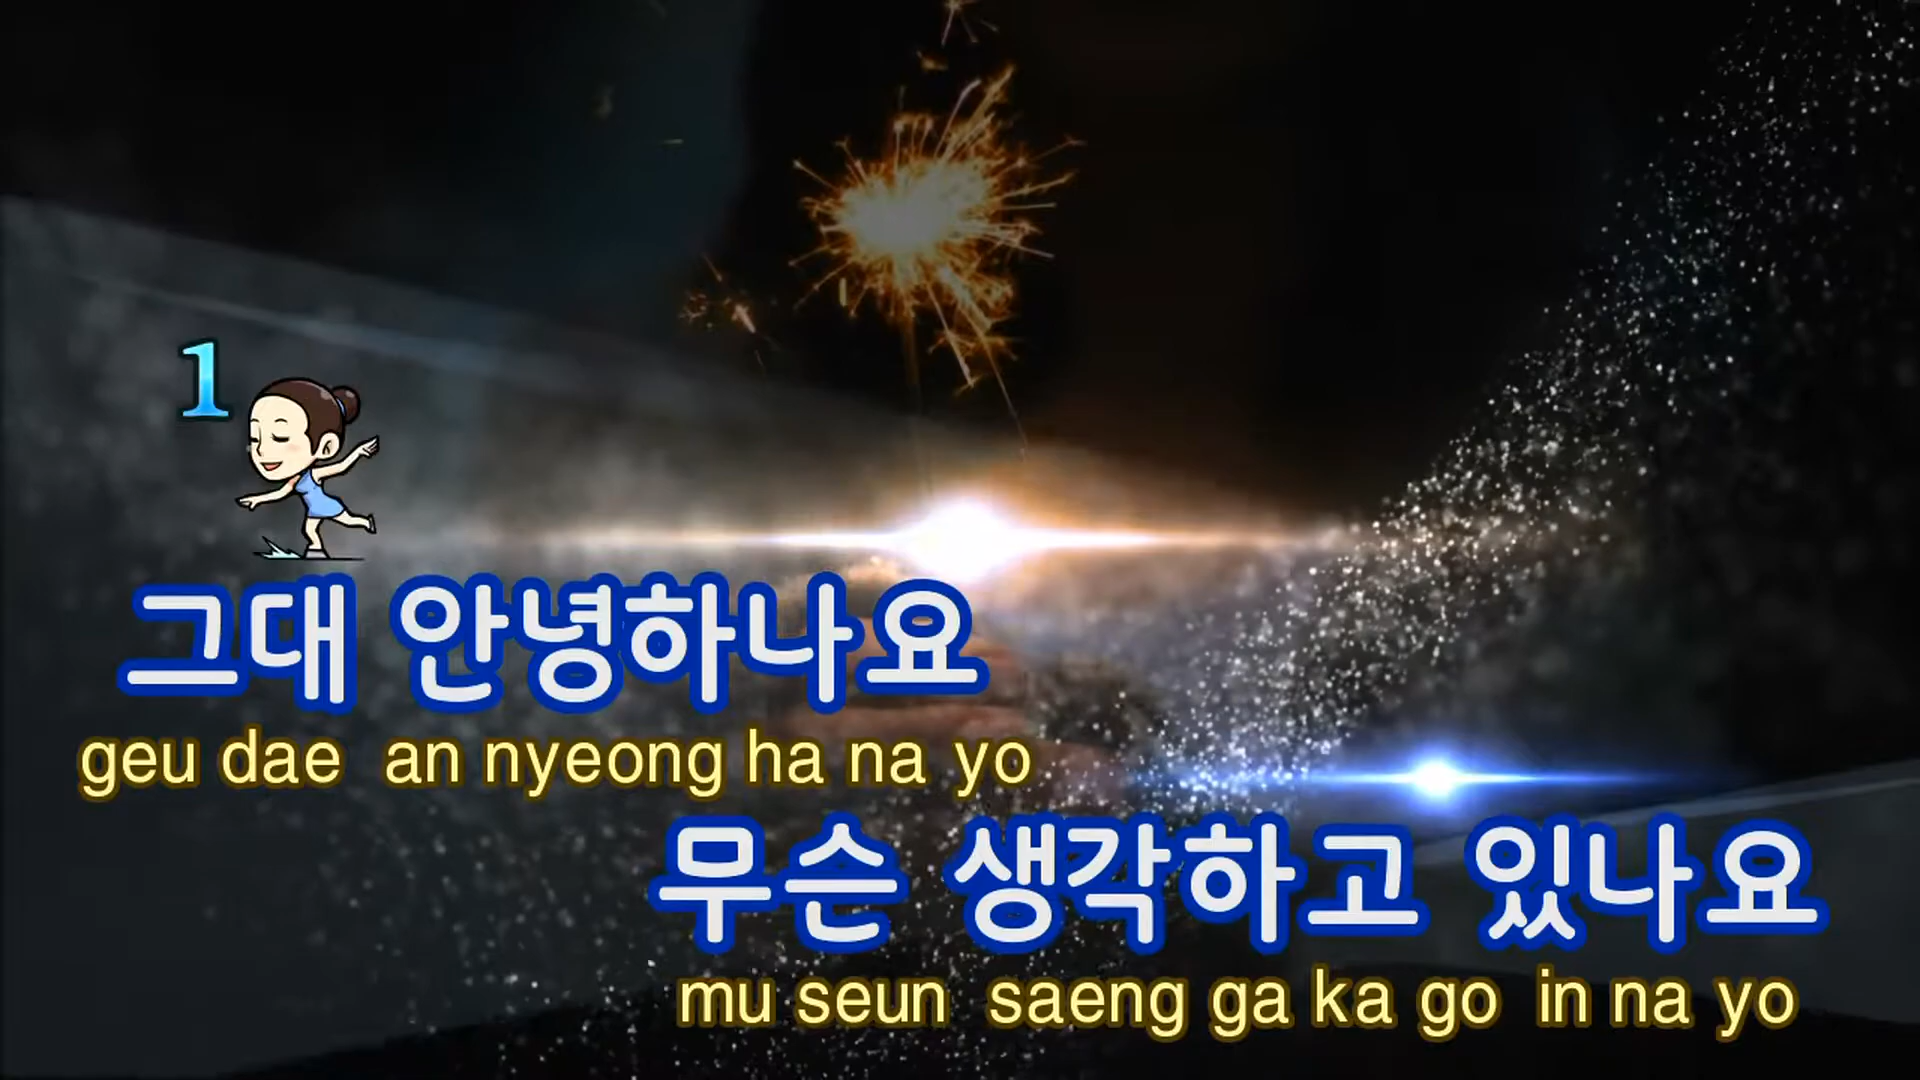 1
그대 안녕하나요
geu dae an nyeong ha na yo
무슨 생각하고 있나요
mu seun saeng ga ka go in na yo